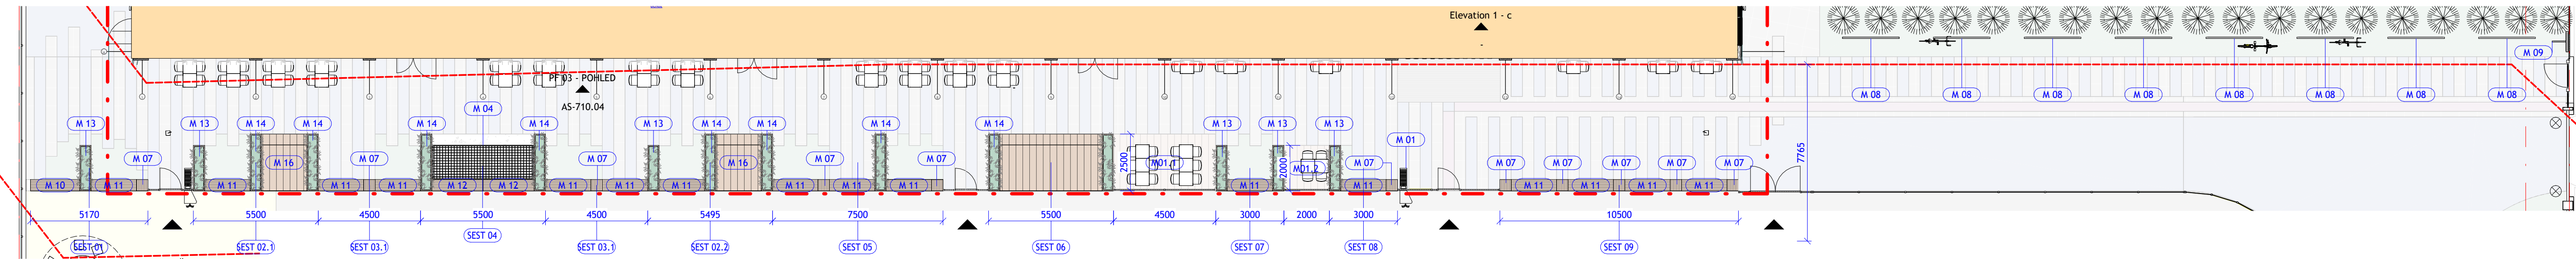 Elevation 1 - c
-
M 09
PF 03 - POHLED
AS-710.04
M 08 M 08 M 08 M 08 M 08 M 08 M 08 M 08
M 04
M 13 M 13 M 14 M 14 M 14 M 14 M 13 M 14 M 14 M 14 M 14 M 13 M 13 M 13
M 01
M 07 M 16 M 07 M 07 M 16 M 07 M 07 2500 M01.1 2000 M01.2 M 07 M 07 M 07 M 07 M 07 M 07 7765
M 10 M 11 M 11 M 11 M 11 M 12 M 12 M 11 M 11 M 11 M 11 M 11 M 11 M 11 M 11 M 11 M 11 M 11 M 11
5170 5500 4500 5500 4500 5495 7500 5500 4500 3000 2000 3000 10500
SEST 04
SEST 01 SEST 02.1 SEST 03.1 SEST 03.1 SEST 02.2 SEST 05 SEST 06 SEST 07 SEST 08 SEST 09